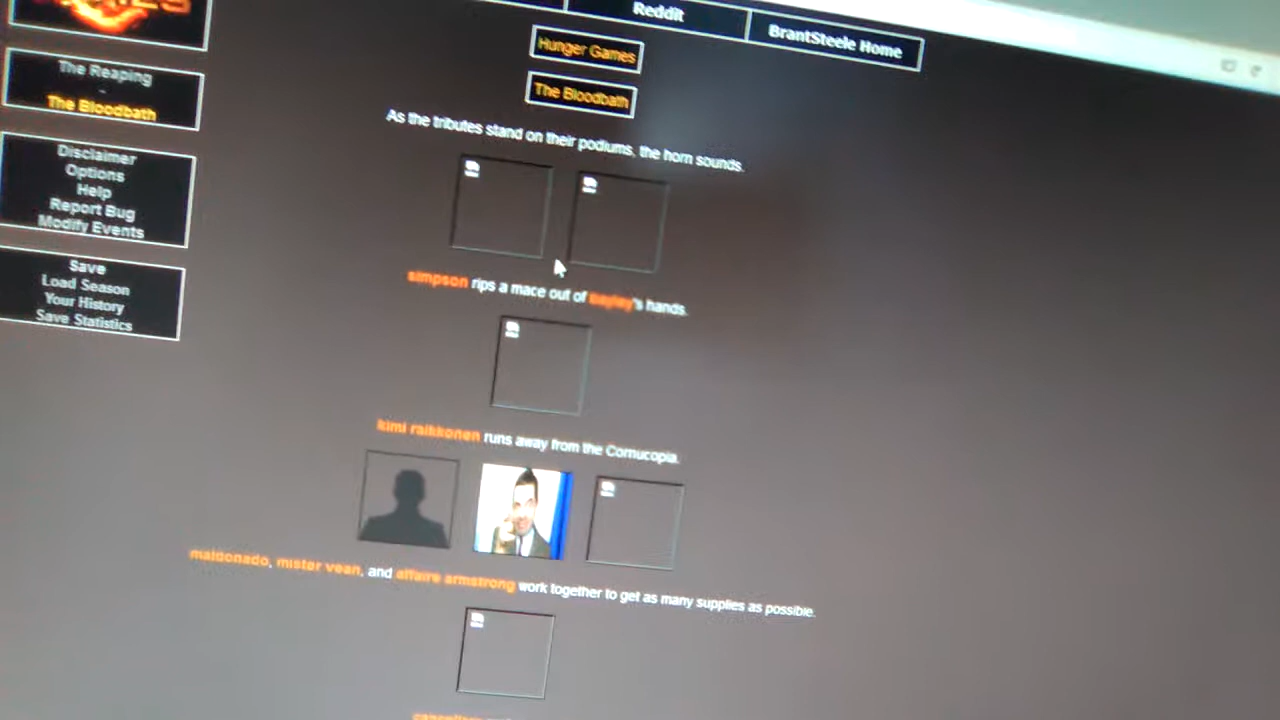 Reddit
BrantSteele Home
Hunger Games
The Bloodbath
The Reaping
-
The Bloodbath
Disclaimer
Options
Help
Report Bug
Modify Events
Save
Load Season
Your History
Save Statistics
As the tributes stand on their podiums, the horn sounds.
simpson rips a mace out of 's hands.
kimi raikkonen runs away from the Cornucopia.
maldonado, mister vean, and affaire armstrong work together to get as many supplies as possible.